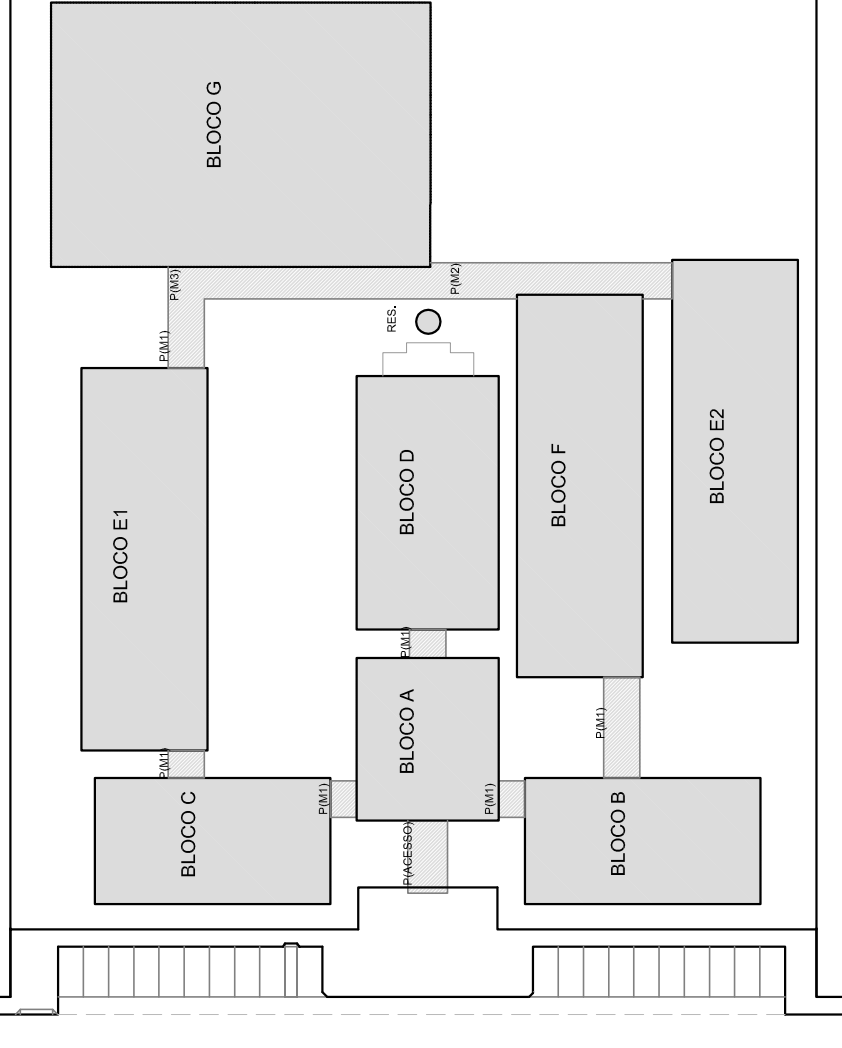 BLOCO G
P(M3)
P(M2)
RES.
P(M1)
BLOCO E2
BLOCO F
BLOCO D
BLOCO E1
P(M1)
BLOCO A
P(M1)
P(M1)
P(M1)
P(M1)
BLOCO C
BLOCO B
P(ACESSO)